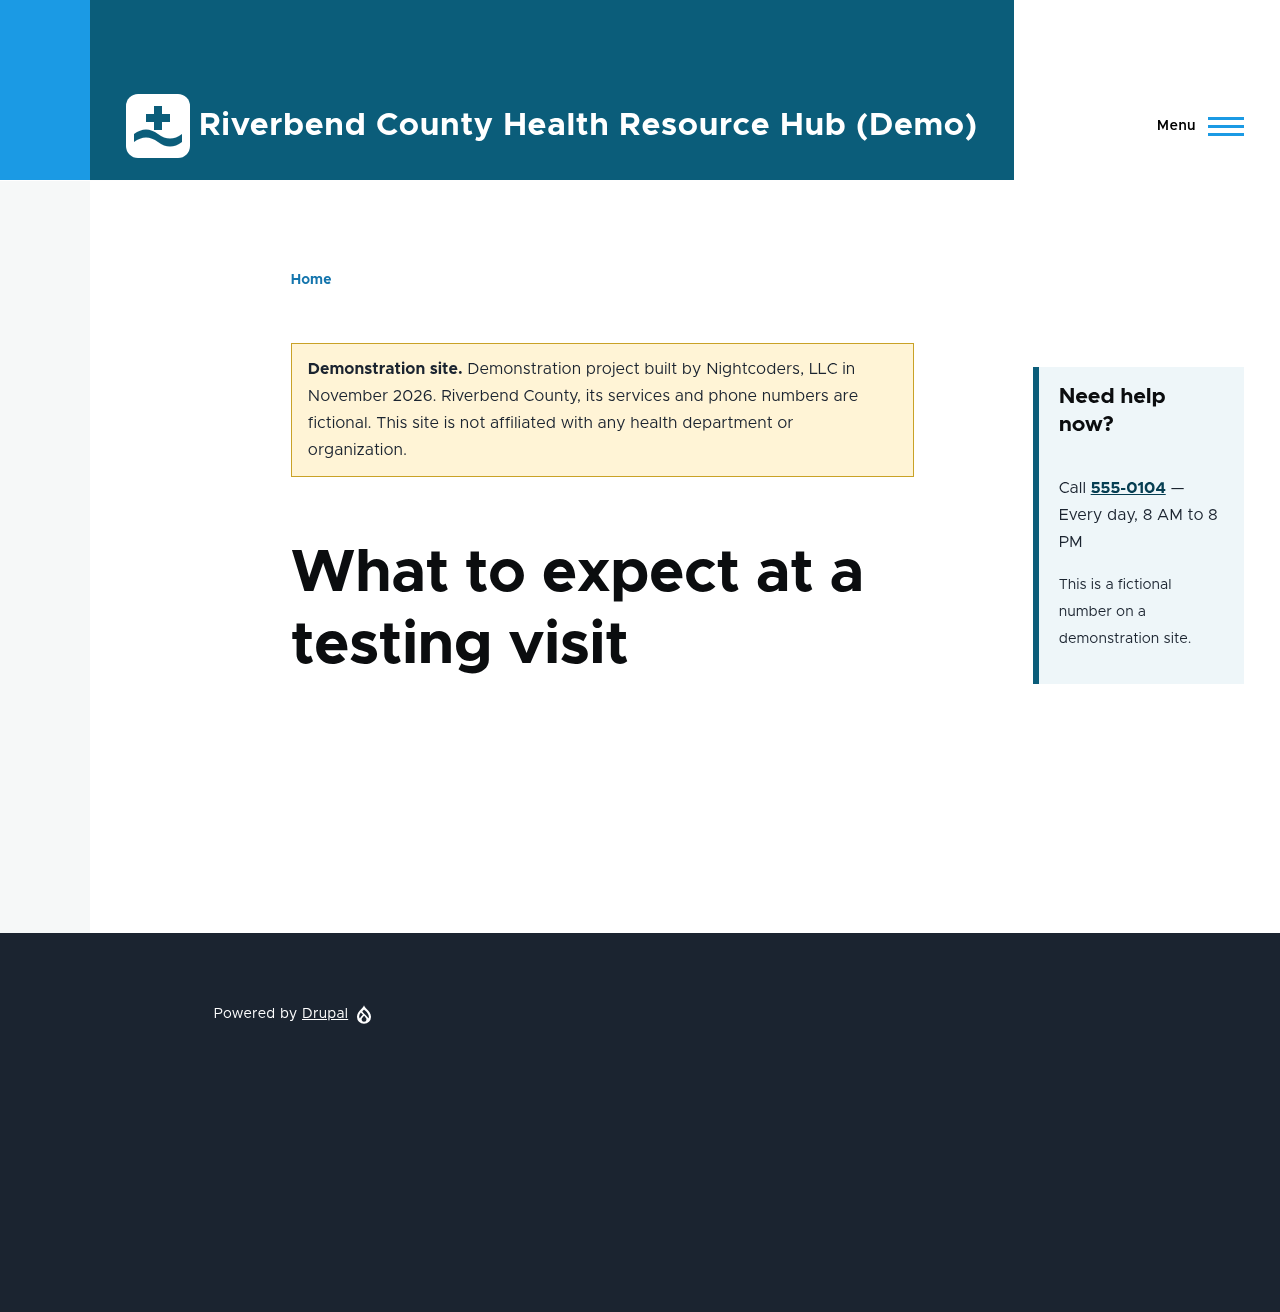 Riverbend County Health Resource Hub (Demo)
Menu
Home
Demonstration site. Demonstration project built by Nightcoders, LLC in
November 2026. Riverbend County, its services and phone numbers are
fictional. This site is not affiliated with any health department or
organization.
What to expect at a
testing visit
Need help
now?
Call 555-0104 —
Every day, 8 AM to 8
PM
This is a fictional
number on a
demonstration site.
Powered by Drupal